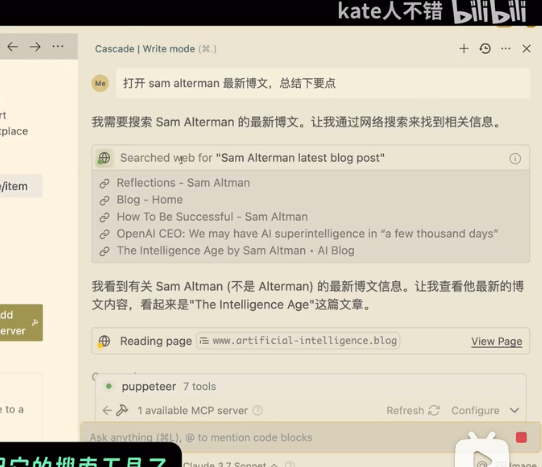 kate人不错 bilibili
Cascade | Write mode (⌘.)
Me 打开 sam alterman 最新博文，总结下要点
rt
tplace
我需要搜索 Sam Alterman 的最新博文。让我通过网络搜索来找到相关信息。
Searched web for "Sam Alterman latest blog post"
e/item
Reflections - Sam Altman
Blog - Home
How To Be Successful - Sam Altman
OpenAI CEO: We may have AI superintelligence in “a few thousand days”
The Intelligence Age by Sam Altman • AI Blog
我看到有关 Sam Altman (不是 Alterman) 的最新博文信息。让我查看他最新的博
文内容，看起来是"The Intelligence Age"这篇文章。
dd
erver
Reading page www.artificial-intelligence.blog View Page
puppeteer 7 tools
e to a
1 available MCP server Refresh Configure
Ask anything (⌘L), @ to mention code blocks
的搜索工具了
Claude 3.7 Sonnet
Image